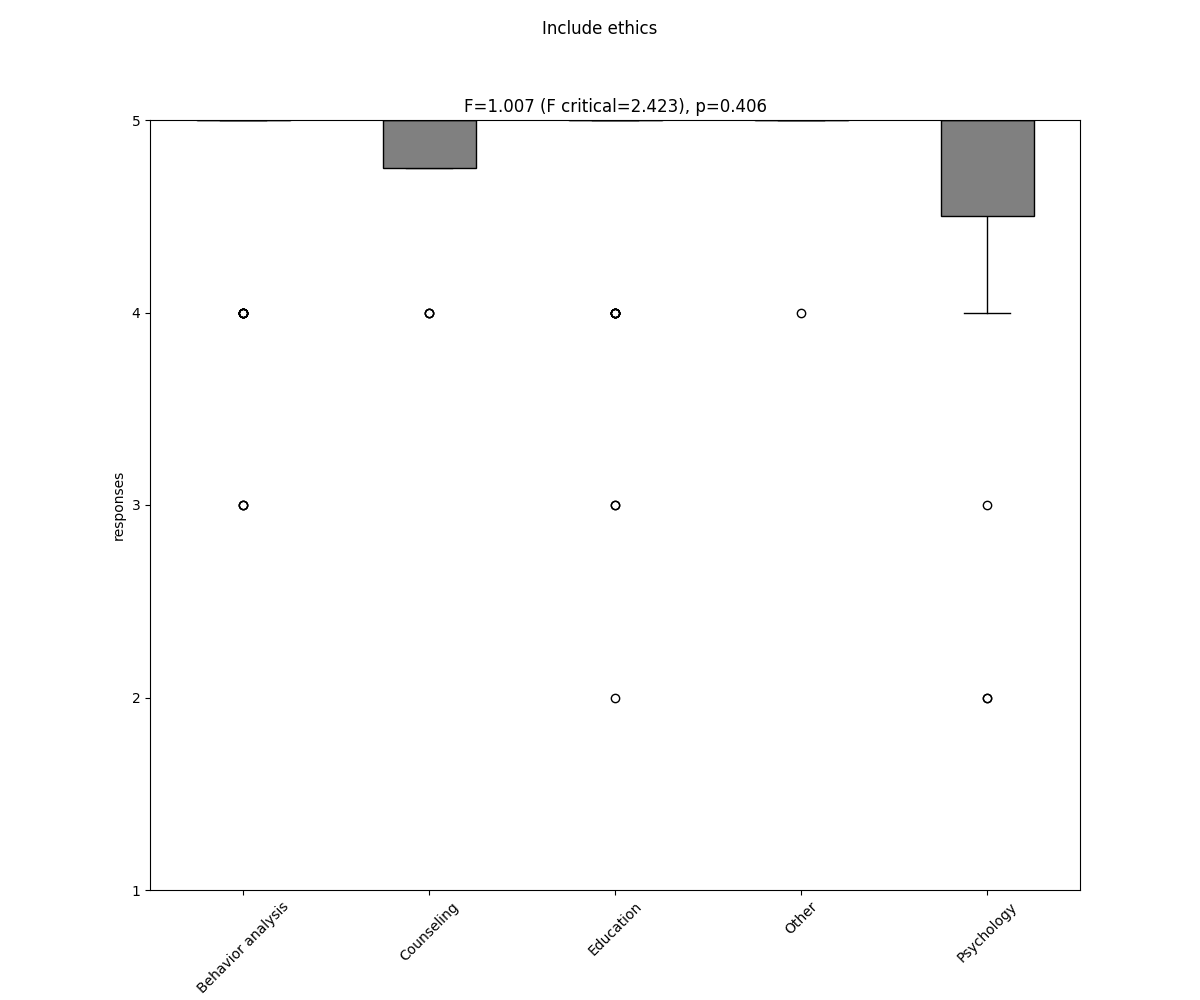 Include ethics
F=1.007 (F critical=2.423), p=0.406
5
4
3
2
1
responses
Behavior analysis
Counseling
Education
Other
Psychology